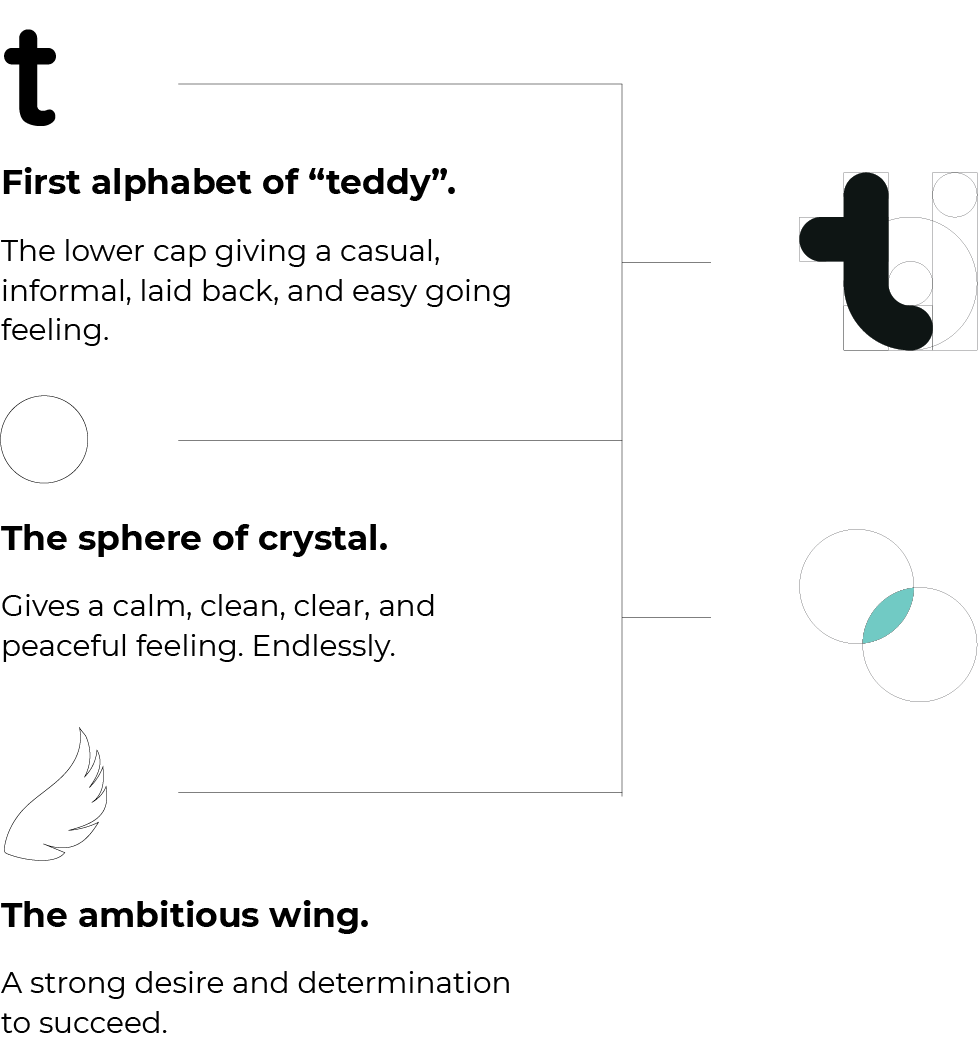 t
First alphabet of “teddy”.
The lower cap giving a casual,
informal, laid back, and easy going
feeling.
t
The sphere of crystal.
Gives a calm, clean, clear, and
peaceful feeling. Endlessly.
The ambitious wing.
A strong desire and determination
to succeed.